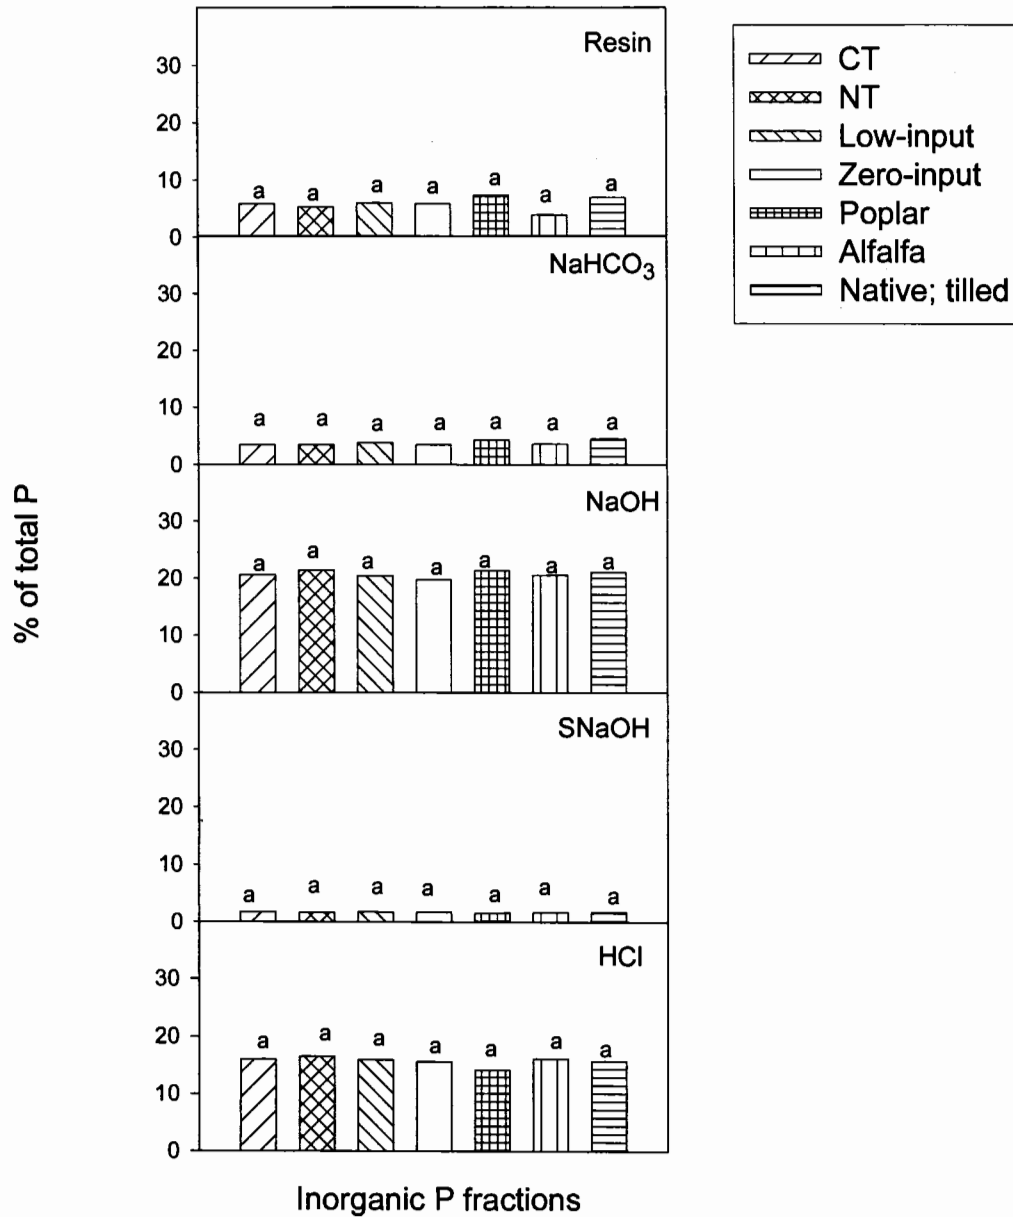 Resin
30
20
10
0
a a a a a a a
NaHCO₃
30
20
10
0
a a a a a a a
NaOH
30
20
10
0
a a a a a a a
SNaOH
30
20
10
0
a a a a a a a
HCl
30
20
10
0
a a a a a a a
% of total P
Inorganic P fractions
CT
NT
Low-input
Zero-input
Poplar
Alfalfa
Native; tilled